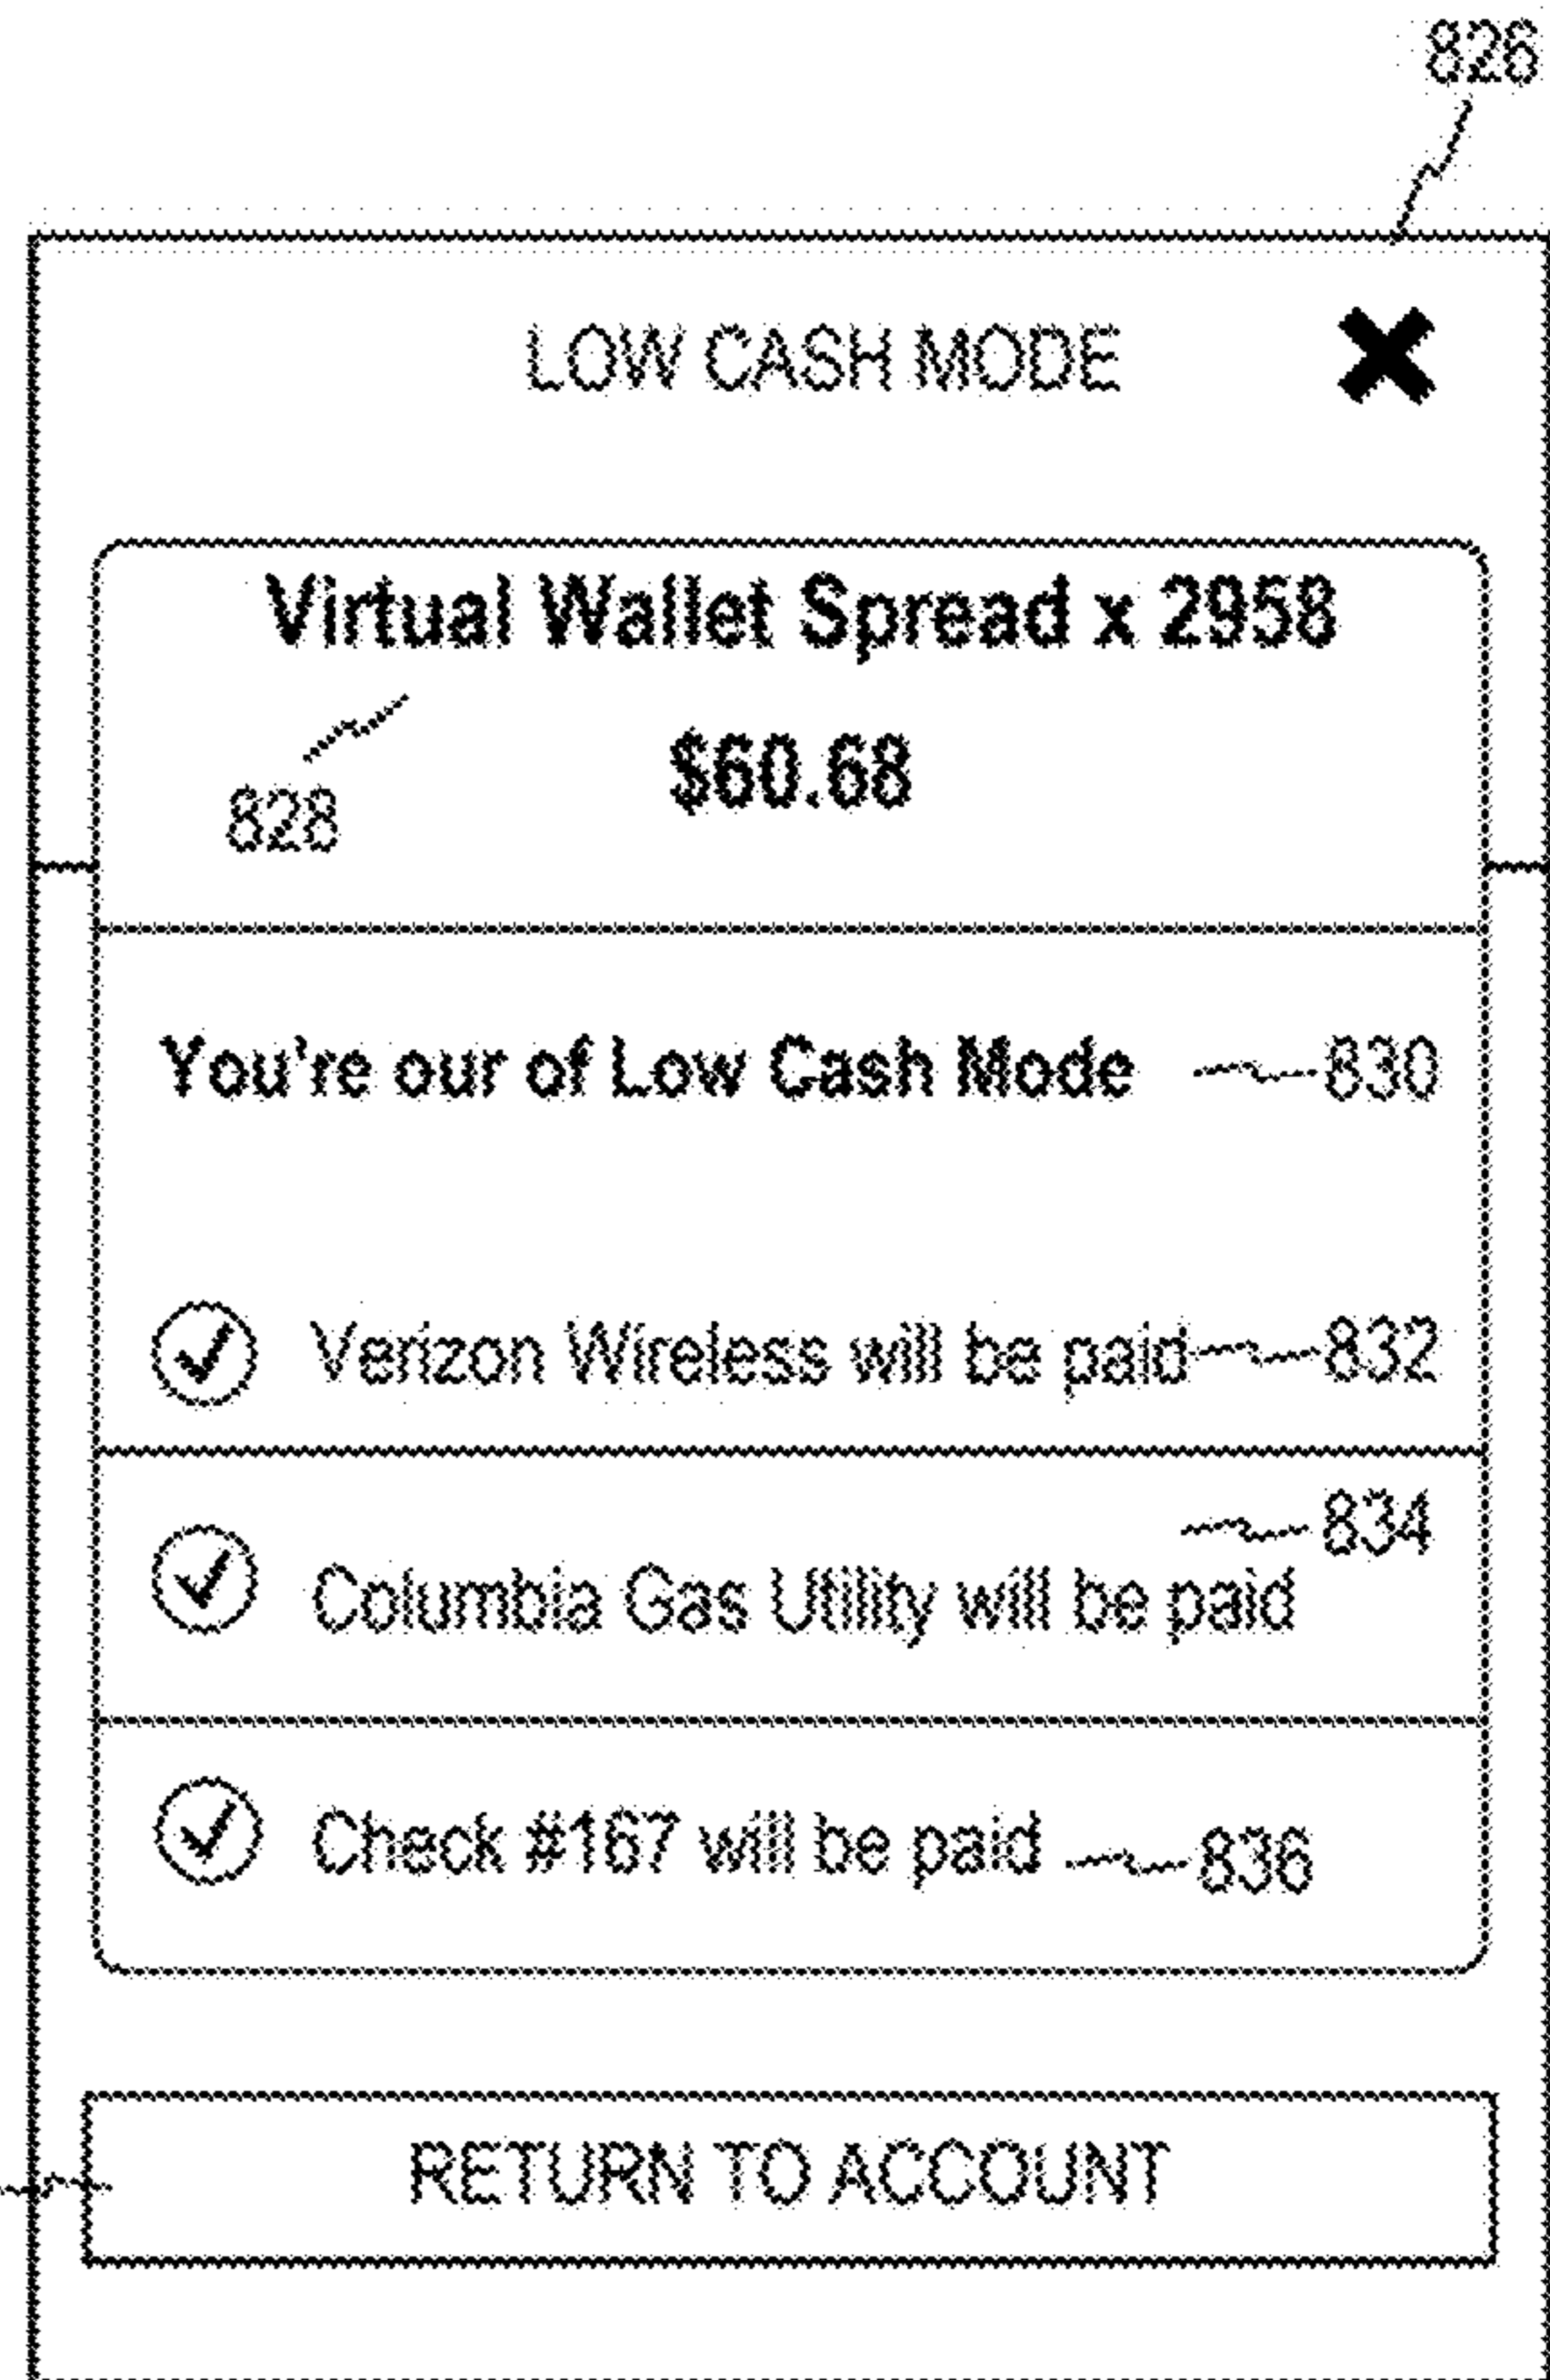 826
LOW CASH MODE
Virtual Wallet Spread x 2958
$60.68
828
You're our of Low Cash Mode 830
Verizon Wireless will be paid 832
834
Columbia Gas Utility will be paid
Check #167 will be paid 836
RETURN TO ACCOUNT